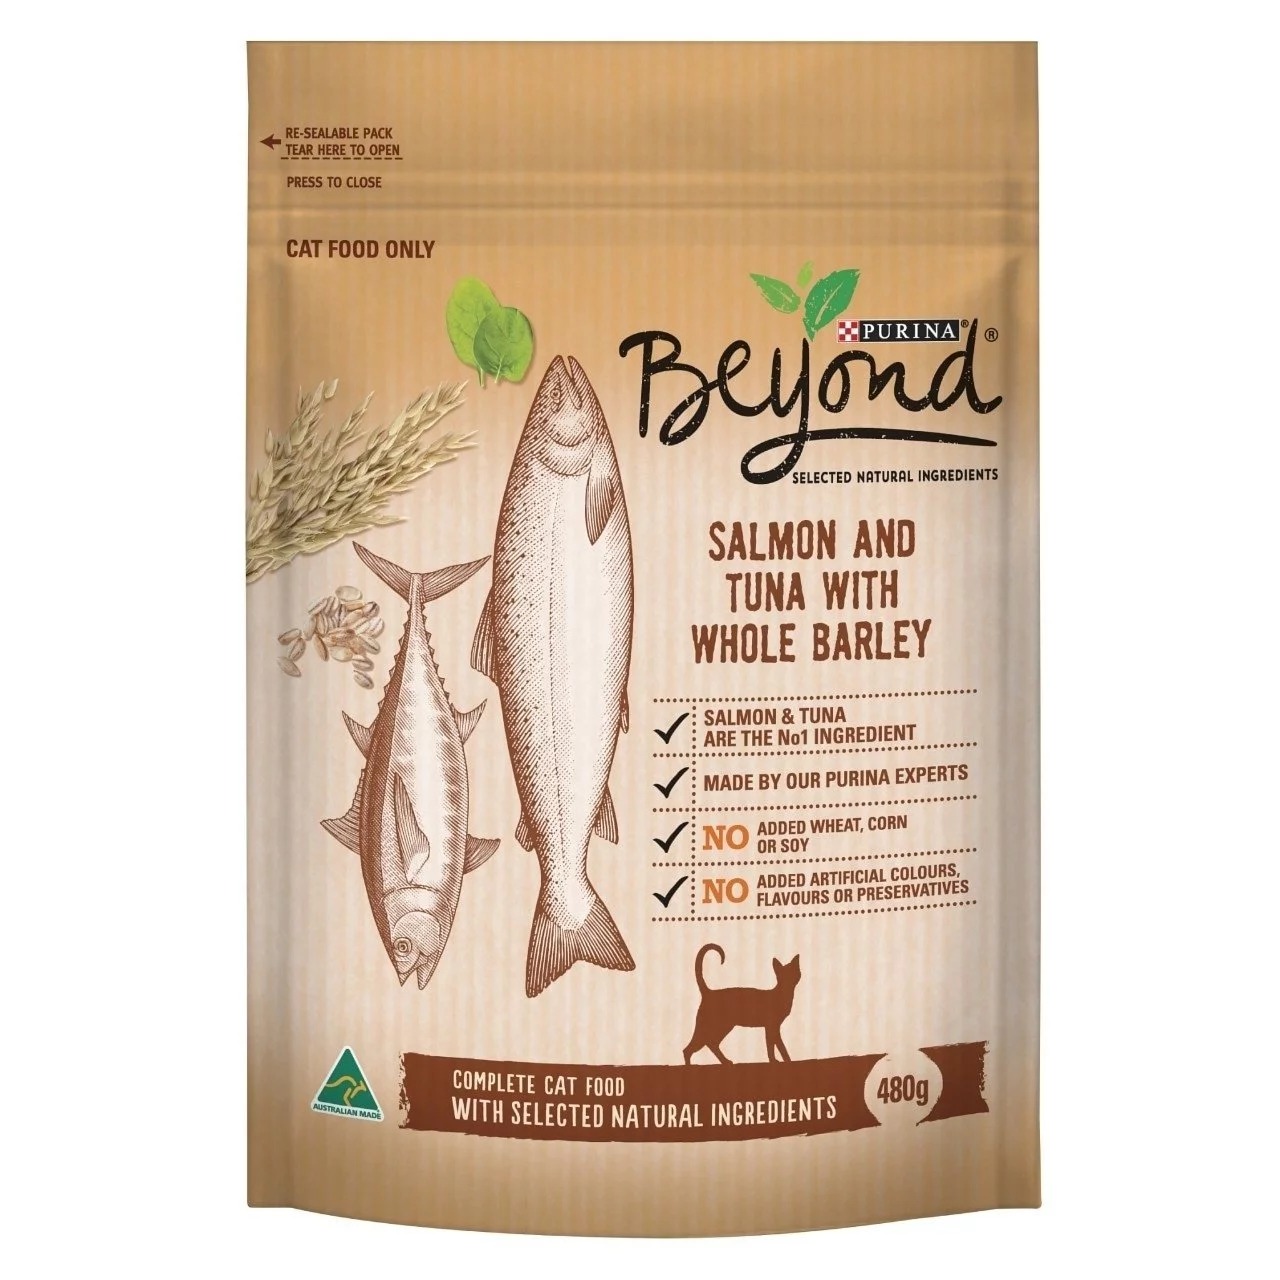 RE-SEALABLE PACK
TEAR HERE TO OPEN
PRESS TO CLOSE
CAT FOOD ONLY
PURINA®
Beyond®
SELECTED NATURAL INGREDIENTS
SALMON AND
TUNA WITH
WHOLE BARLEY
SALMON & TUNA
ARE THE No1 INGREDIENT
MADE BY OUR PURINA EXPERTS
NO ADDED WHEAT, CORN
OR SOY
NO ADDED ARTIFICIAL COLOURS,
FLAVOURS OR PRESERVATIVES
AUSTRALIAN MADE
COMPLETE CAT FOOD
WITH SELECTED NATURAL INGREDIENTS
480g